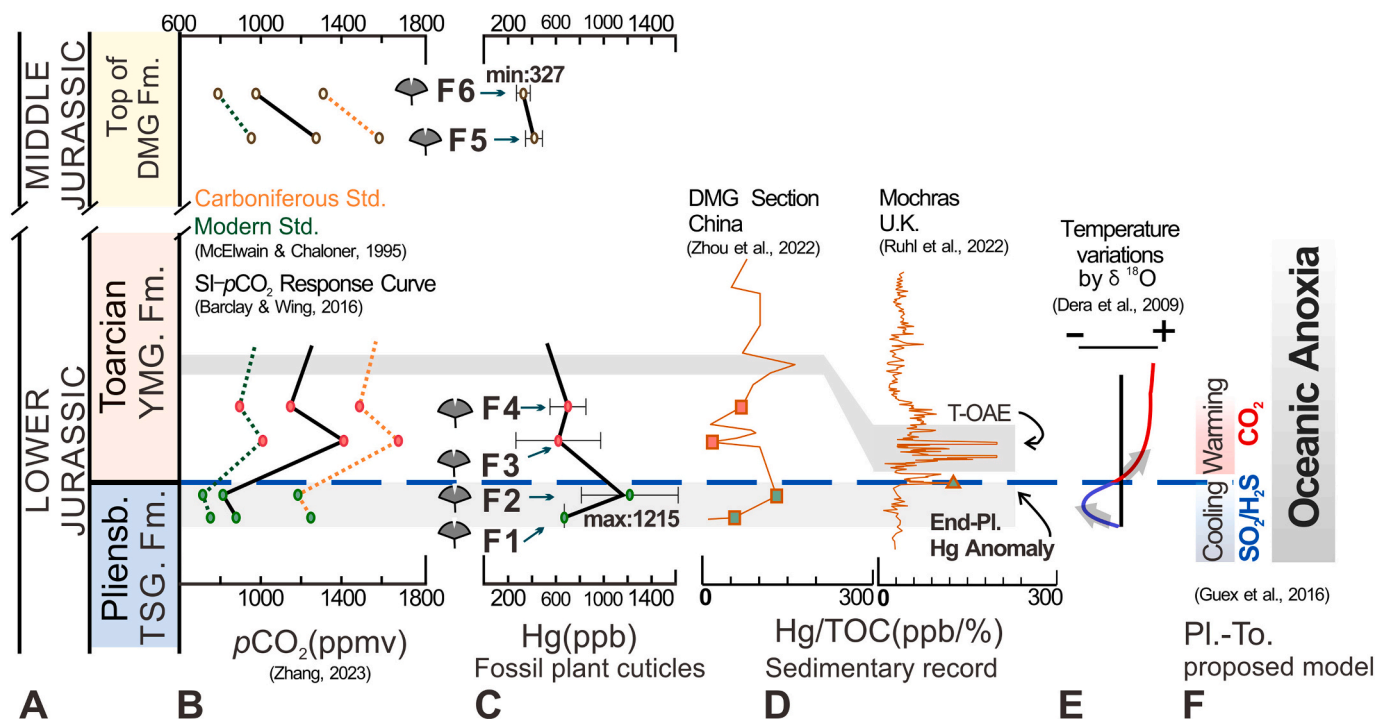 600 1000 1400 1800
200 600 1000 1400
MIDDLE
JURASSIC
Top of
DMG Fm.
min:327
F6
F5
Carboniferous Std.
Modern Std.
(McElwain & Chaloner, 1995)
SI–pCO₂ Response Curve
(Barclay & Wing, 2016)
DMG Section
China
(Zhou et al., 2022)
Mochras
U.K.
(Ruhl et al., 2022)
Temperature
variations
by δ ¹⁸O
(Dera et al., 2009)
− +
LOWER
JURASSIC
Toarcian
YMG. Fm.
Pliensb.
TSG. Fm.
F4
F3
F2
F1
max:1215
T-OAE
End-Pl.
Hg Anomaly
Warming
CO₂
Cooling
SO₂/H₂S
Oceanic Anoxia
(Guex et al., 2016)
1000 1400 1800
200 600 1000 1400
0 300
0 300
pCO₂(ppmv)
(Zhang, 2023)
Hg(ppb)
Fossil plant cuticles
Hg/TOC(ppb/%)
Sedimentary record
Pl.-To.
proposed model
A B C D E F